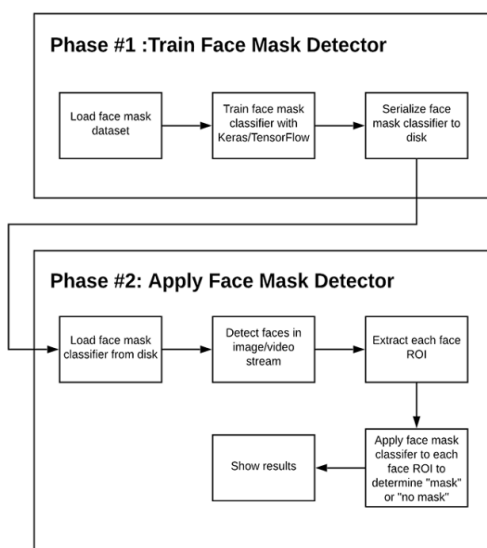 Phase #1 :Train Face Mask Detector
Load face mask
dataset
Train face mask
classifier with
Keras/TensorFlow
Serialize face
mask classifier to
disk
Phase #2: Apply Face Mask Detector
Load face mask
classifier from disk
Detect faces in
image/video
stream
Extract each face
ROI
Apply face mask
classifer to each
face ROI to
determine "mask"
or "no mask"
Show results